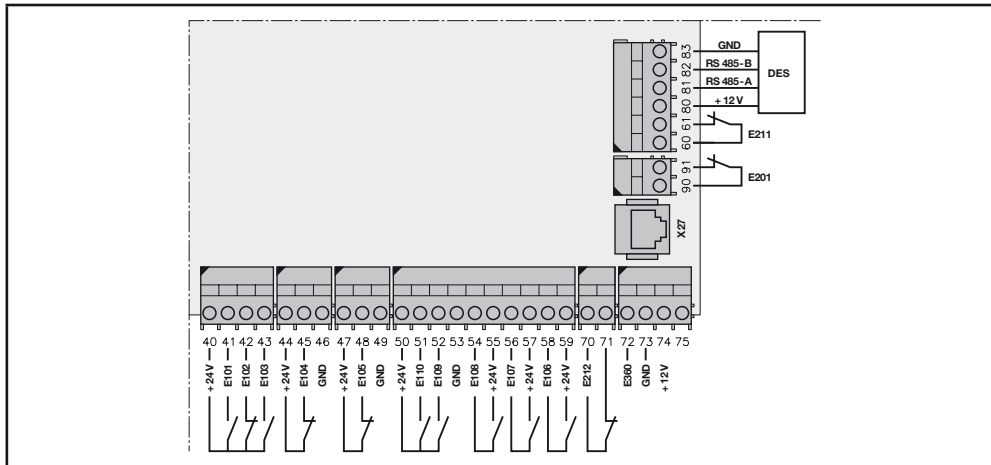 83 GND
82 RS 485-B
81 RS 485-A
80 +12 V
DES
61
60
E211
91
90
E201
X27
40 41 42 43 44 45 46 47 48 49 50 51 52 53 54 55 56 57 58 59 70 71 72 73 74 75
+24V E101 E102 E103 +24V E104 GND +24V E105 GND +24V E110 E109 GND E108 +24V E107 +24V E106 +24V E212 E360 GND +12V